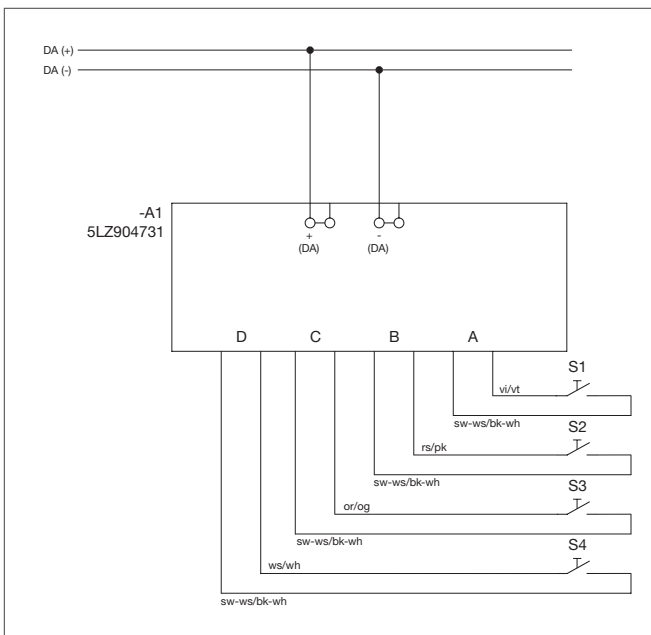 DA (+)
DA (-)
-A1
5LZ904731
+
(DA)
-
(DA)
D C B A
S1
vi/vt
sw-ws/bk-wh
S2
rs/pk
sw-ws/bk-wh
S3
or/og
sw-ws/bk-wh
S4
ws/wh
sw-ws/bk-wh